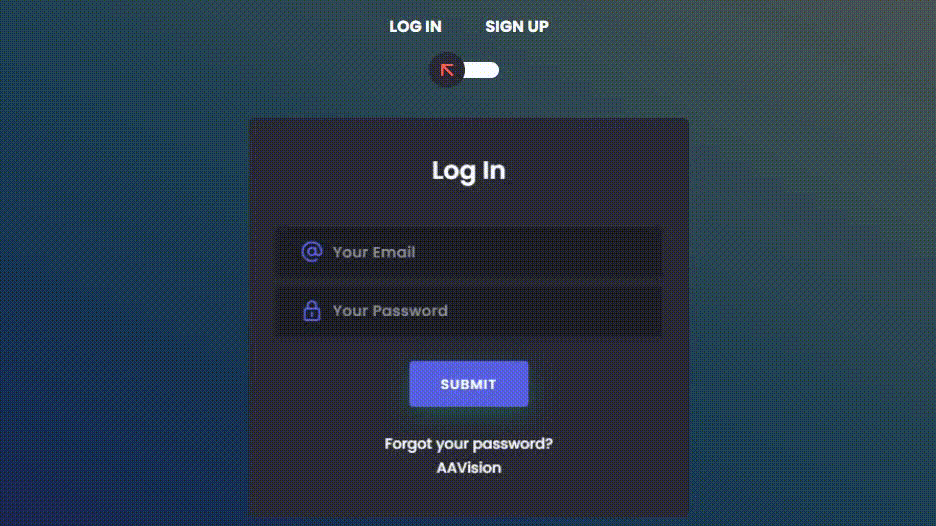 LOG IN SIGN UP
Log In
Your Email
Your Password
SUBMIT
Forgot your password?
AAVision